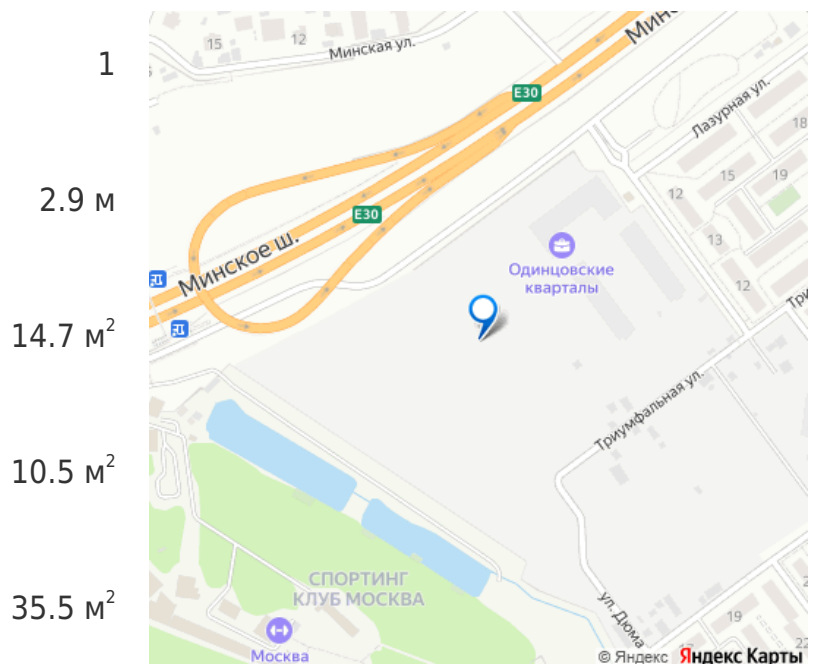 1
2.9 м
14.7 м²
10.5 м²
35.5 м²
15
12
Минская ул.
E30
Лазурная ул.
18
12
15
19
E30
Минское ш.
13
Одинцовские
кварталы
12
Триумфальная ул.
СПОРТИНГ
КЛУБ МОСКВА
ул. Дюма
19
22
Москва
© Яндекс Яндекс Карты